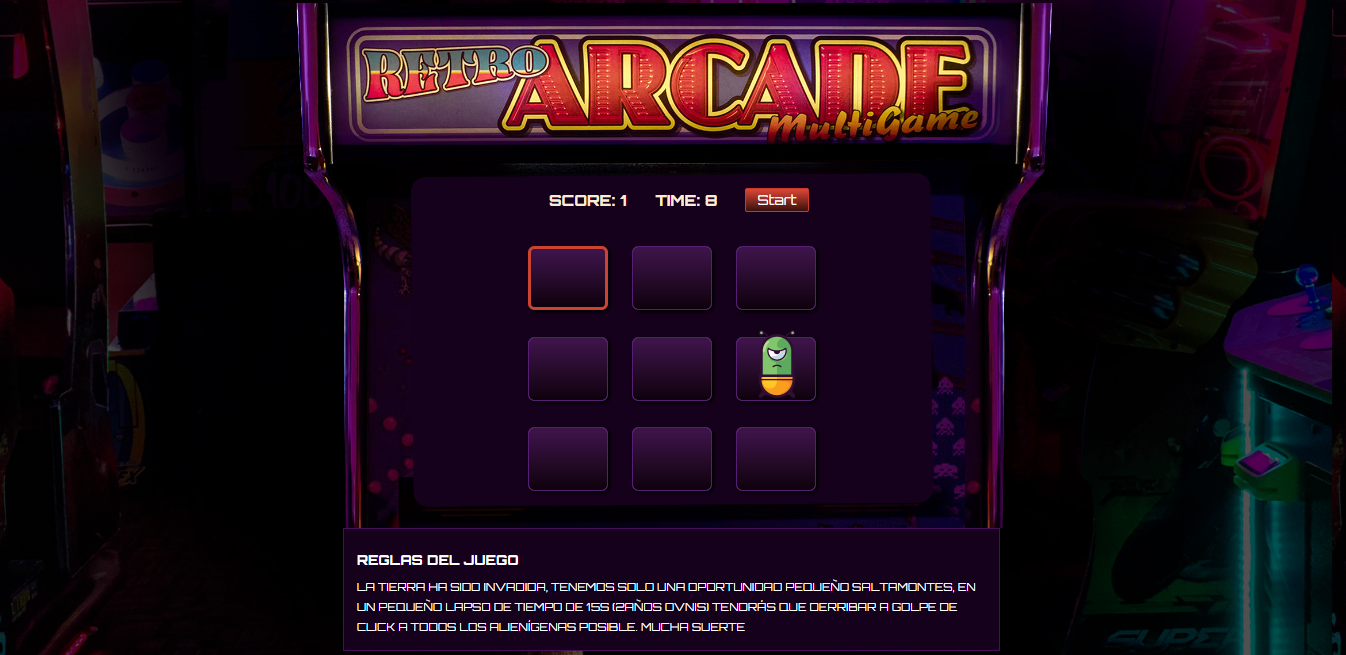 RETRO ARCADE
MultiGame
SCORE: 1 TIME: 8 Start
REGLAS DEL JUEGO
LA TIERRA HA SIDO INVADIDA, TENEMOS SOLO UNA OPORTUNIDAD PEQUEÑO SALTAMONTES, EN
UN PEQUEÑO LAPSO DE TIEMPO DE 15S (2AÑOS OVNIS) TENDRÁS QUE DERRIBAR A GOLPE DE
CLICK A TODOS LOS ALIENÍGENAS POSIBLE. MUCHA SUERTE
SUPER